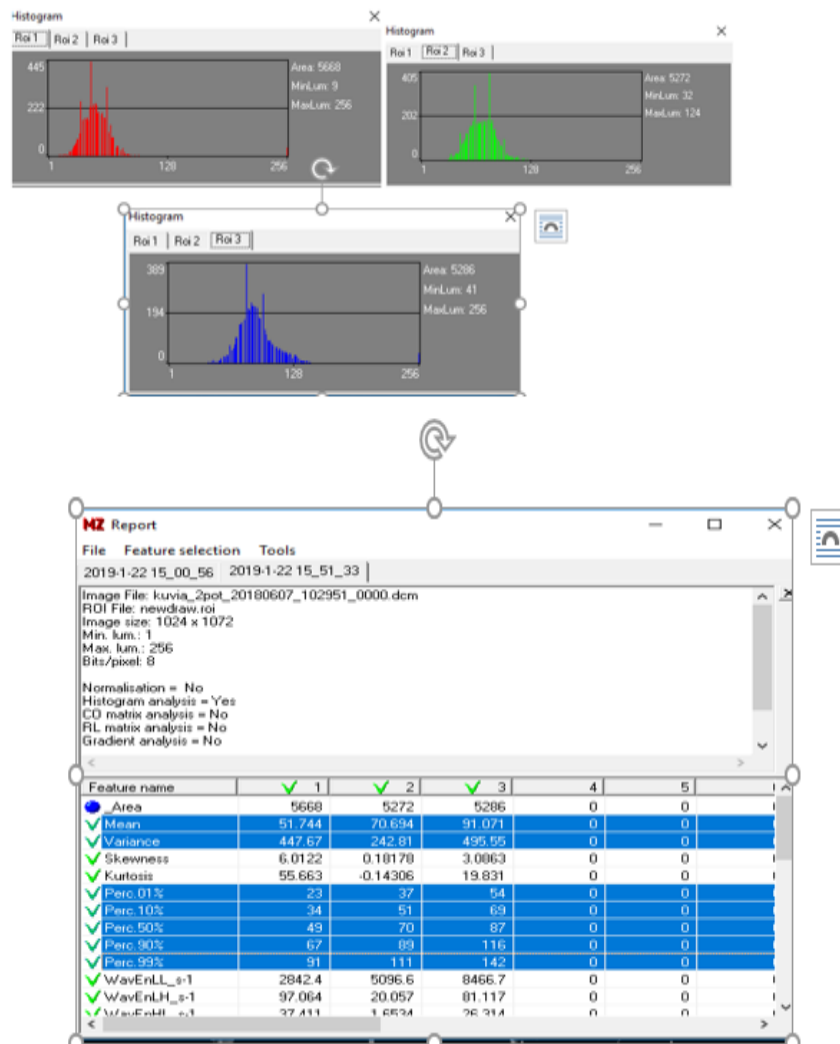 Histogram
Roi 1 Roi 2 Roi 3
445
222
0
1 128 256
Area: 5668
MinLum: 9
MaxLum: 256
Histogram
Roi 1 Roi 2 Roi 3
405
202
0
1 128 256
Area: 5272
MinLum: 32
MaxLum: 124
Histogram
Roi 1 Roi 2 Roi 3
389
194
0
1 128 256
Area: 5286
MinLum: 41
MaxLum: 256
MZ Report
File Feature selection Tools
2019-1-22 15_00_56 2019-1-22 15_51_33
Image File: kuvia_2pot_20180607_102951_0000.dcm
ROI File: newdraw.roi
Image size: 1024 x 1072
Min. lum.: 1
Max. lum.: 256
Bits/pixel: 8
Normalisation = No
Histogram analysis = Yes
CO matrix analysis = No
RL matrix analysis = No
Gradient analysis = No
Feature name 1 2 3 4 5
_Area 5668 5272 5286 0 0
Mean 51.744 70.694 91.071 0 0
Variance 447.67 242.81 495.55 0 0
Skewness 6.0122 0.18178 3.0863 0 0
Kurtosis 55.663 -0.14306 19.831 0 0
Perc.01% 23 37 54 0 0
Perc.10% 34 51 69 0 0
Perc.50% 49 70 87 0 0
Perc.90% 67 89 116 0 0
Perc.99% 91 111 142 0 0
WavEnLL_s-1 2842.4 5096.6 8466.7 0 0
WavEnLH_s-1 97.064 20.057 81.117 0 0
WavEnHL_s-1 37.411 1.6534 26.314 0 0